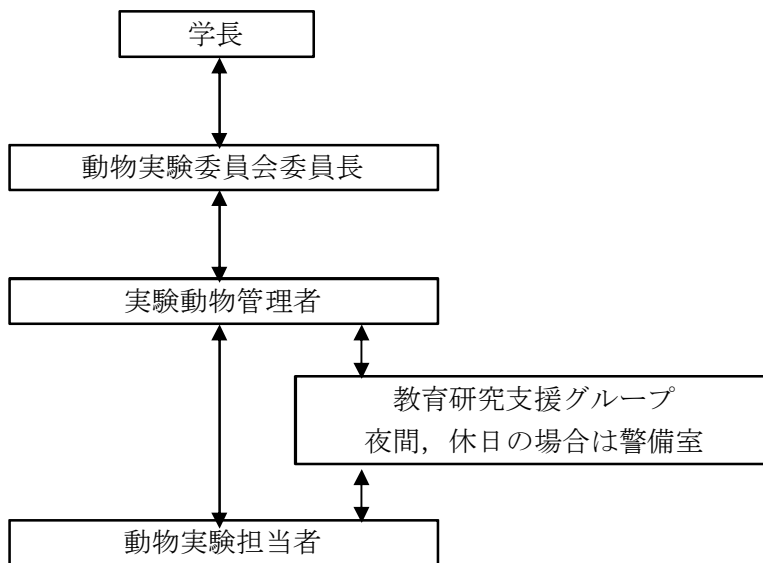 学長
動物実験委員会委員長
実験動物管理者
教育研究支援グループ
夜間，休日の場合は警備室
動物実験担当者